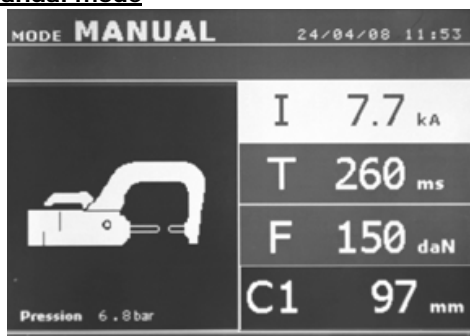 anual mode
MODE MANUAL 24/04/08 11:53
I 7.7 kA
T 260 ms
F 150 daN
C1 97 mm
Pression 6.8bar